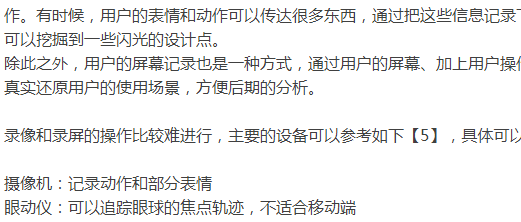 作。有时候，用户的表情和动作可以传达很多东西，通过把这些信息记录
可以挖掘到一些闪光的设计点。
除此之外，用户的屏幕记录也是一种方式，通过用户的屏幕、加上用户操
真实还原用户的使用场景，方便后期的分析。
录像和录屏的操作比较难进行，主要的设备可以参考如下【5】，具体可以
摄像机：记录动作和部分表情
眼动仪：可以追踪眼球的焦点轨迹，不适合移动端